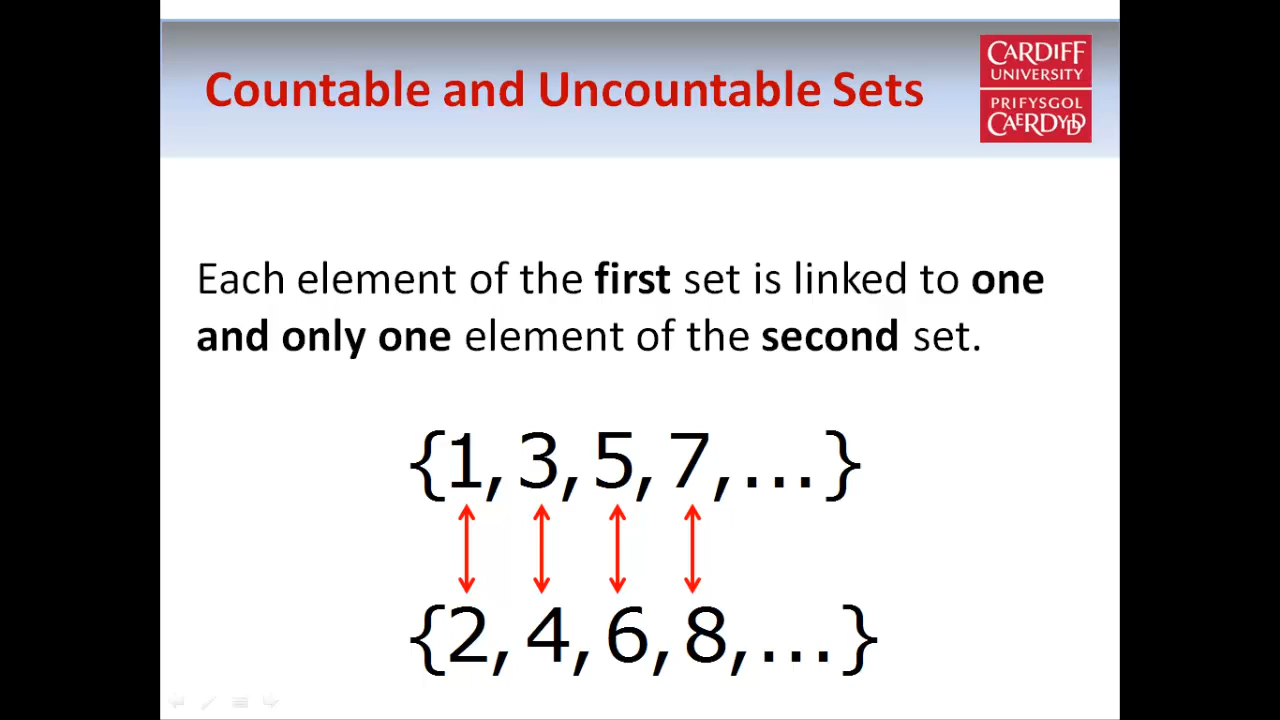 Countable and Uncountable Sets
CARDIFF
UNIVERSITY
PRIFYSGOL
CAERDYDD
Each element of the first set is linked to one
and only one element of the second set.
{1, 3, 5, 7, ...}
{2, 4, 6, 8, ...}